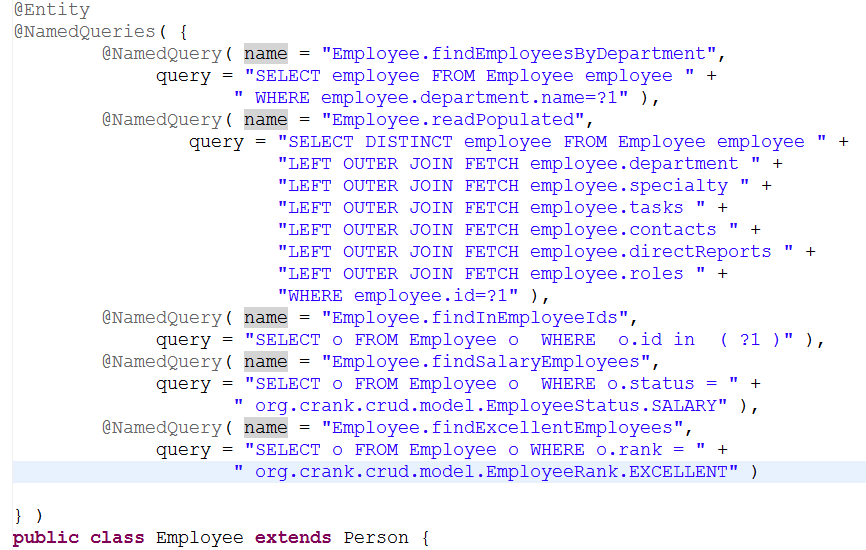 @Entity
@NamedQueries( {
@NamedQuery( name = "Employee.findEmployeesByDepartment",
query = "SELECT employee FROM Employee employee " +
" WHERE employee.department.name=?1" ),
@NamedQuery( name = "Employee.readPopulated",
query = "SELECT DISTINCT employee FROM Employee employee " +
"LEFT OUTER JOIN FETCH employee.department " +
"LEFT OUTER JOIN FETCH employee.specialty " +
"LEFT OUTER JOIN FETCH employee.tasks " +
"LEFT OUTER JOIN FETCH employee.contacts " +
"LEFT OUTER JOIN FETCH employee.directReports " +
"LEFT OUTER JOIN FETCH employee.roles " +
"WHERE employee.id=?1" ),
@NamedQuery( name = "Employee.findInEmployeeIds",
query = "SELECT o FROM Employee o  WHERE  o.id in  ( ?1 )" ),
@NamedQuery( name = "Employee.findSalaryEmployees",
query = "SELECT o FROM Employee o  WHERE o.status = " +
" org.crank.crud.model.EmployeeStatus.SALARY" ),
@NamedQuery( name = "Employee.findExcellentEmployees",
query = "SELECT o FROM Employee o WHERE o.rank = " +
" org.crank.crud.model.EmployeeRank.EXCELLENT" )
} )
public class Employee extends Person {